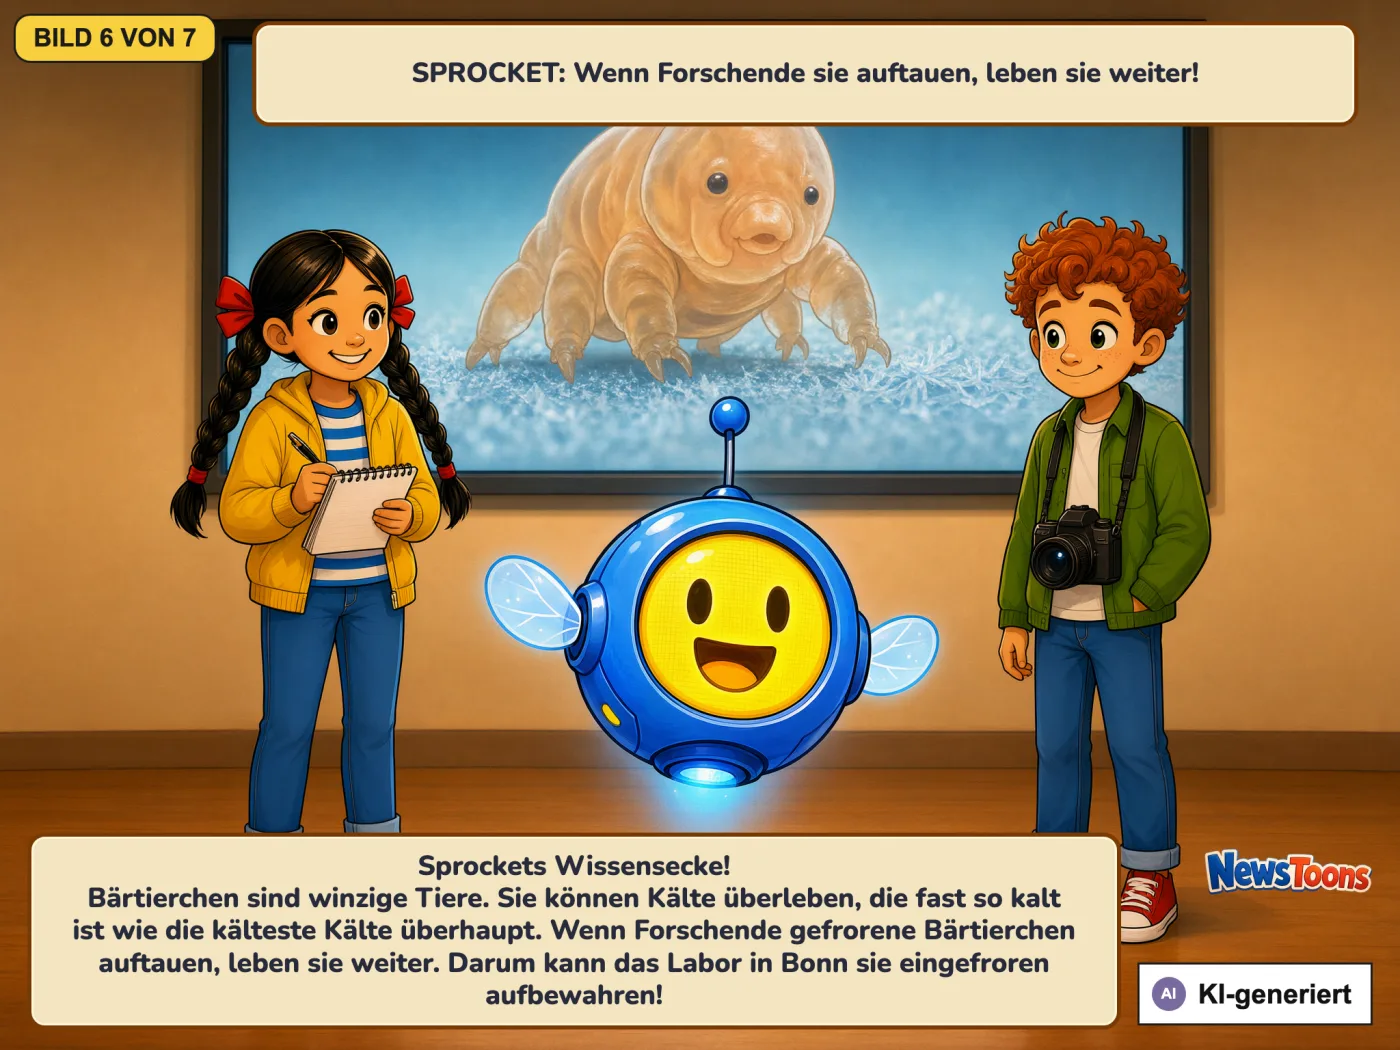 BILD 6 VON 7
SPROCKET: Wenn Forschende sie auftauen, leben sie weiter!
Sprockets Wissensecke!
Bärtierchen sind winzige Tiere. Sie können Kälte überleben, die fast so kalt
ist wie die kälteste Kälte überhaupt. Wenn Forschende gefrorene Bärtierchen
auftauen, leben sie weiter. Darum kann das Labor in Bonn sie eingefroren
aufbewahren!
NewsToons
AI KI-generiert